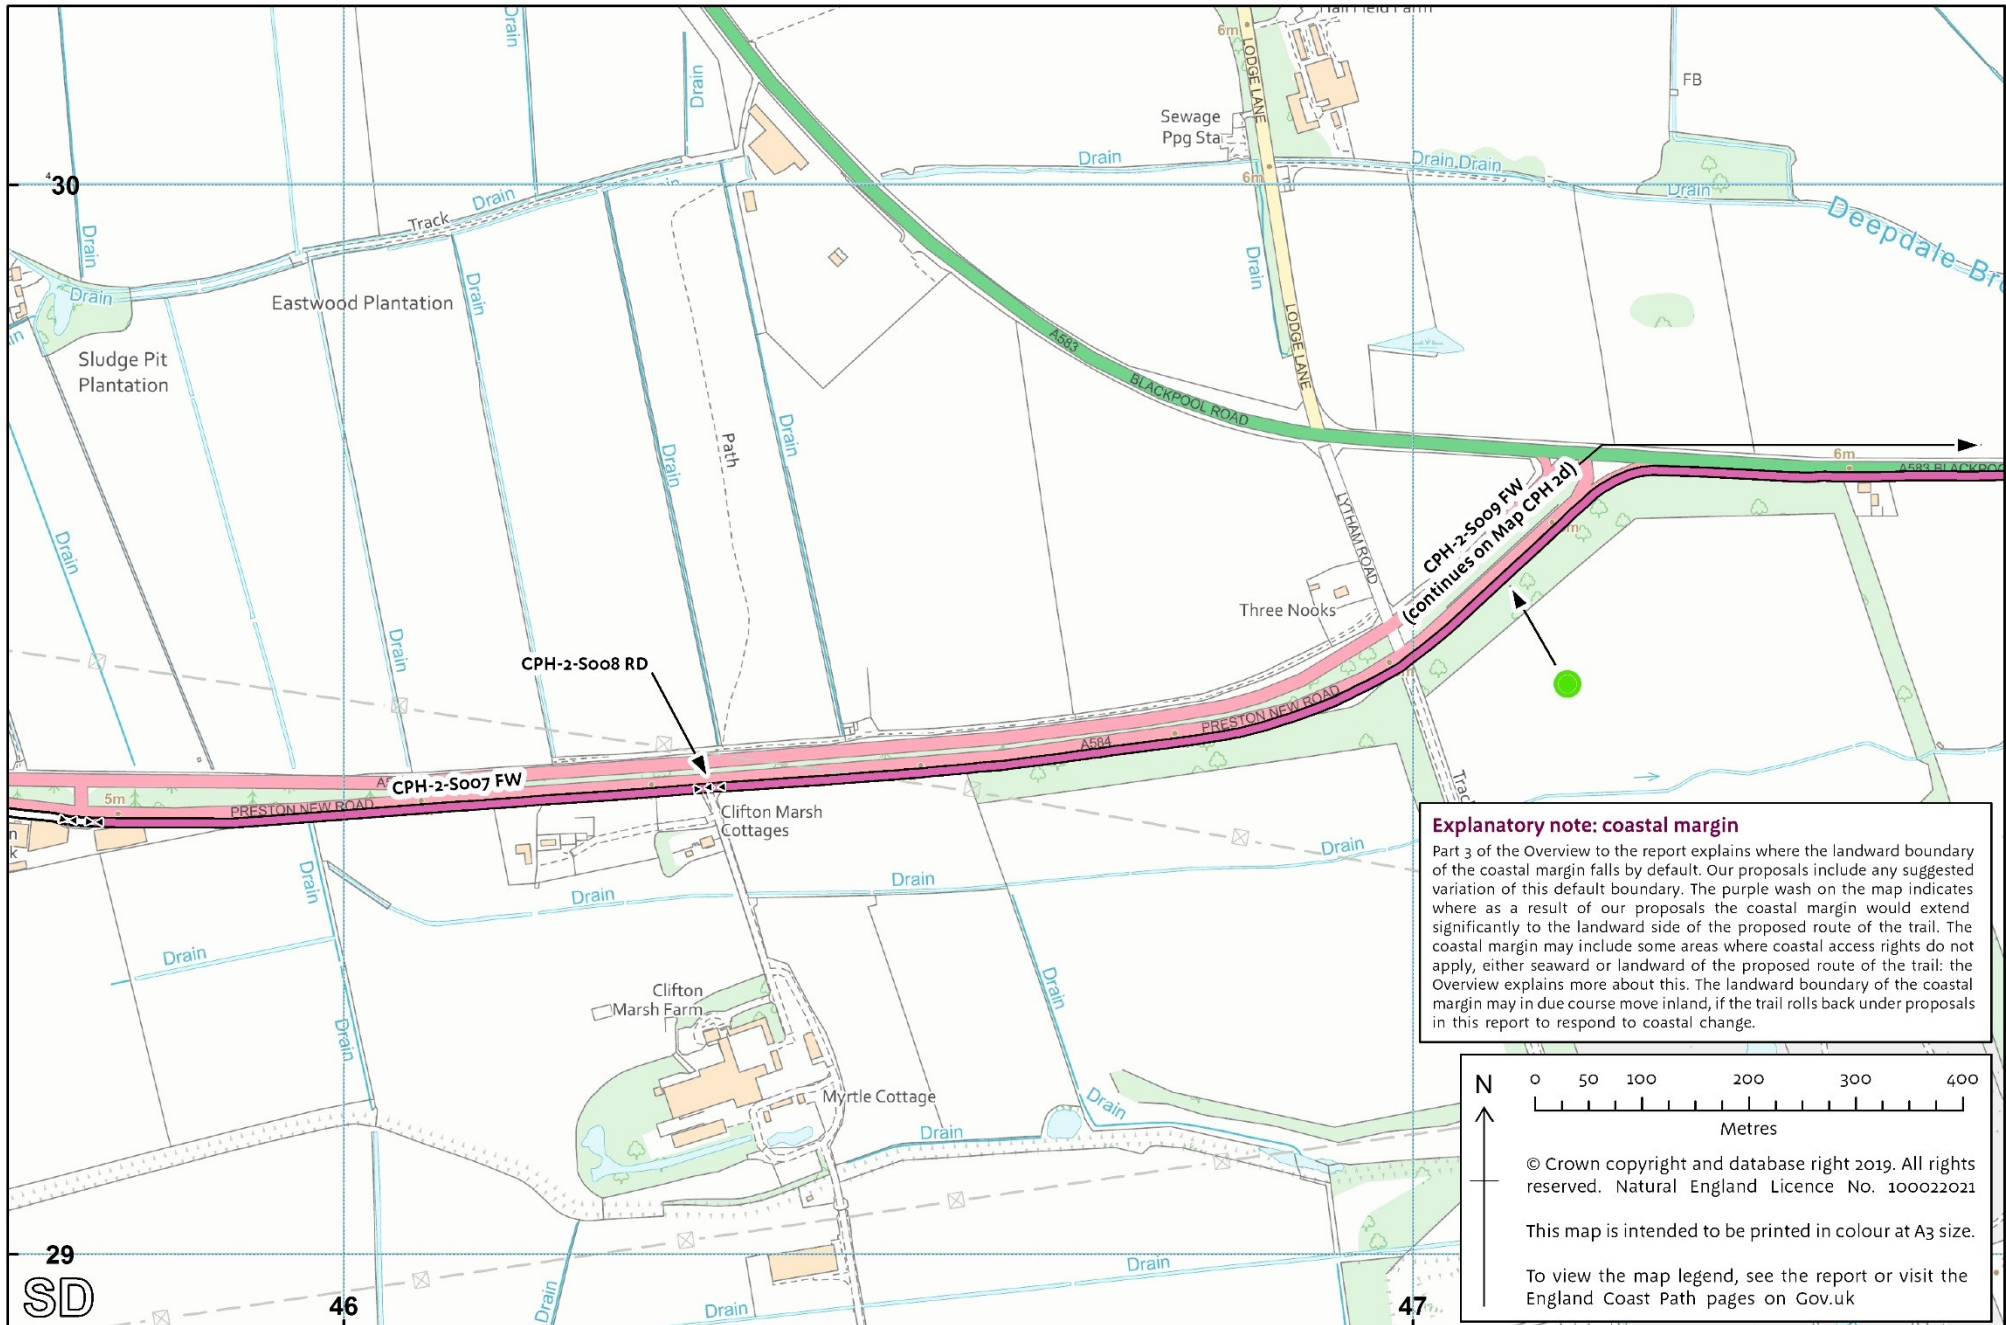 Drain
Drain
6m
LODGE LANE
FB
Sewage
Ppg Sta
Drain
Drain
Drain
6m
Drain
⁴30
Drain
Drain
Track
Drain
Deepdale
Drain
Drain
Drain
Eastwood Plantation
Sludge Pit
Plantation
LODGE LANE
A583
BLACKPOOL ROAD
Path
Drain
Drain
6m
A583
CPH-2-S009 FW
(continues on Map CPH 2d)
LYTHAM ROAD
Drain
Three Nooks
Drain
CPH-2-S008 RD
PRESTON NEW ROAD
A584
CPH-2-S007 FW
5m
PRESTON NEW ROAD
Clifton Marsh
Cottages
Drain
Drain
Drain
Drain
Drain
Drain
Drain
Clifton
Marsh Farm
Myrtle Cottage
Drain
Drain
Drain
Drain
Drain
29
SD
46
47
Explanatory note: coastal margin
Part 3 of the Overview to the report explains where the landward boundary
of the coastal margin falls by default. Our proposals include any suggested
variation of this default boundary. The purple wash on the map indicates
where as a result of our proposals the coastal margin would extend
significantly to the landward side of the proposed route of the trail. The
coastal margin may include some areas where coastal access rights do not
apply, either seaward or landward of the proposed route of the trail: the
Overview explains more about this. The landward boundary of the coastal
margin may in due course move inland, if the trail rolls back under proposals
in this report to respond to coastal change.
N
0 50 100 200 300 400
Metres
© Crown copyright and database right 2019. All rights
reserved. Natural England Licence No. 100022021
This map is intended to be printed in colour at A3 size.
To view the map legend, see the report or visit the
England Coast Path pages on Gov.uk